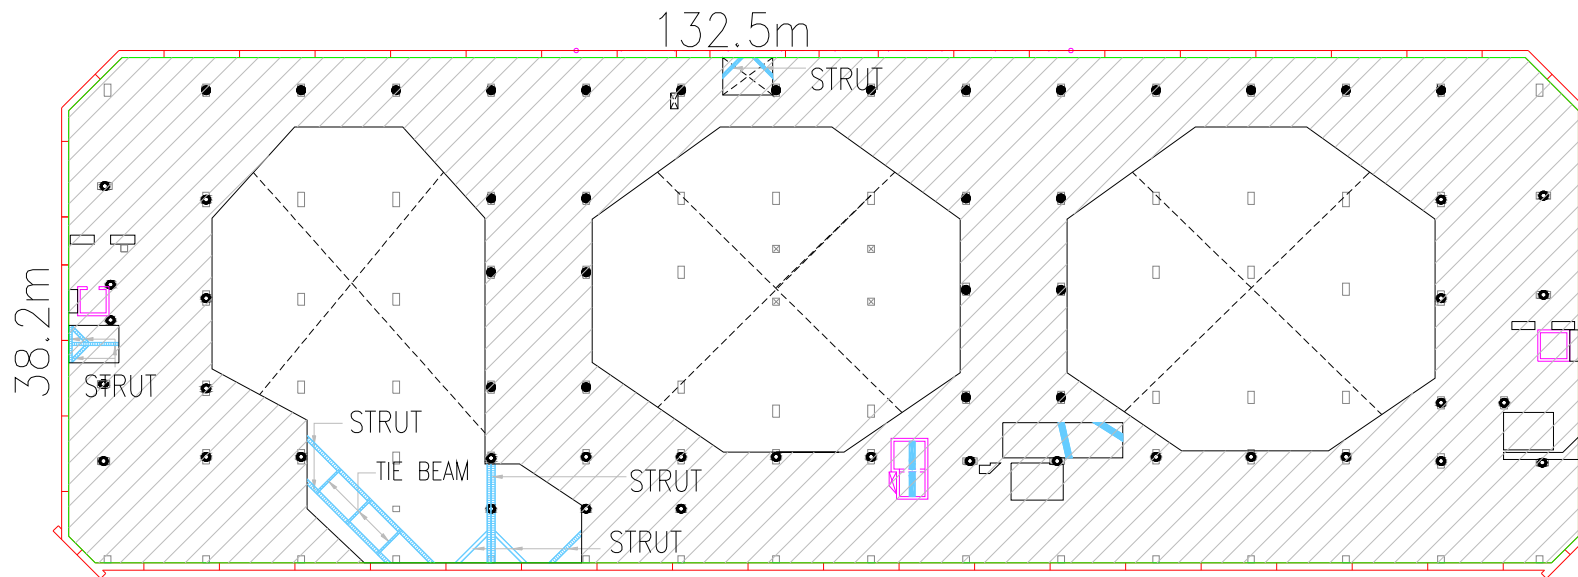 132.5m
STRUT
38.2m
STRUT
STRUT
TIE BEAM
STRUT
STRUT